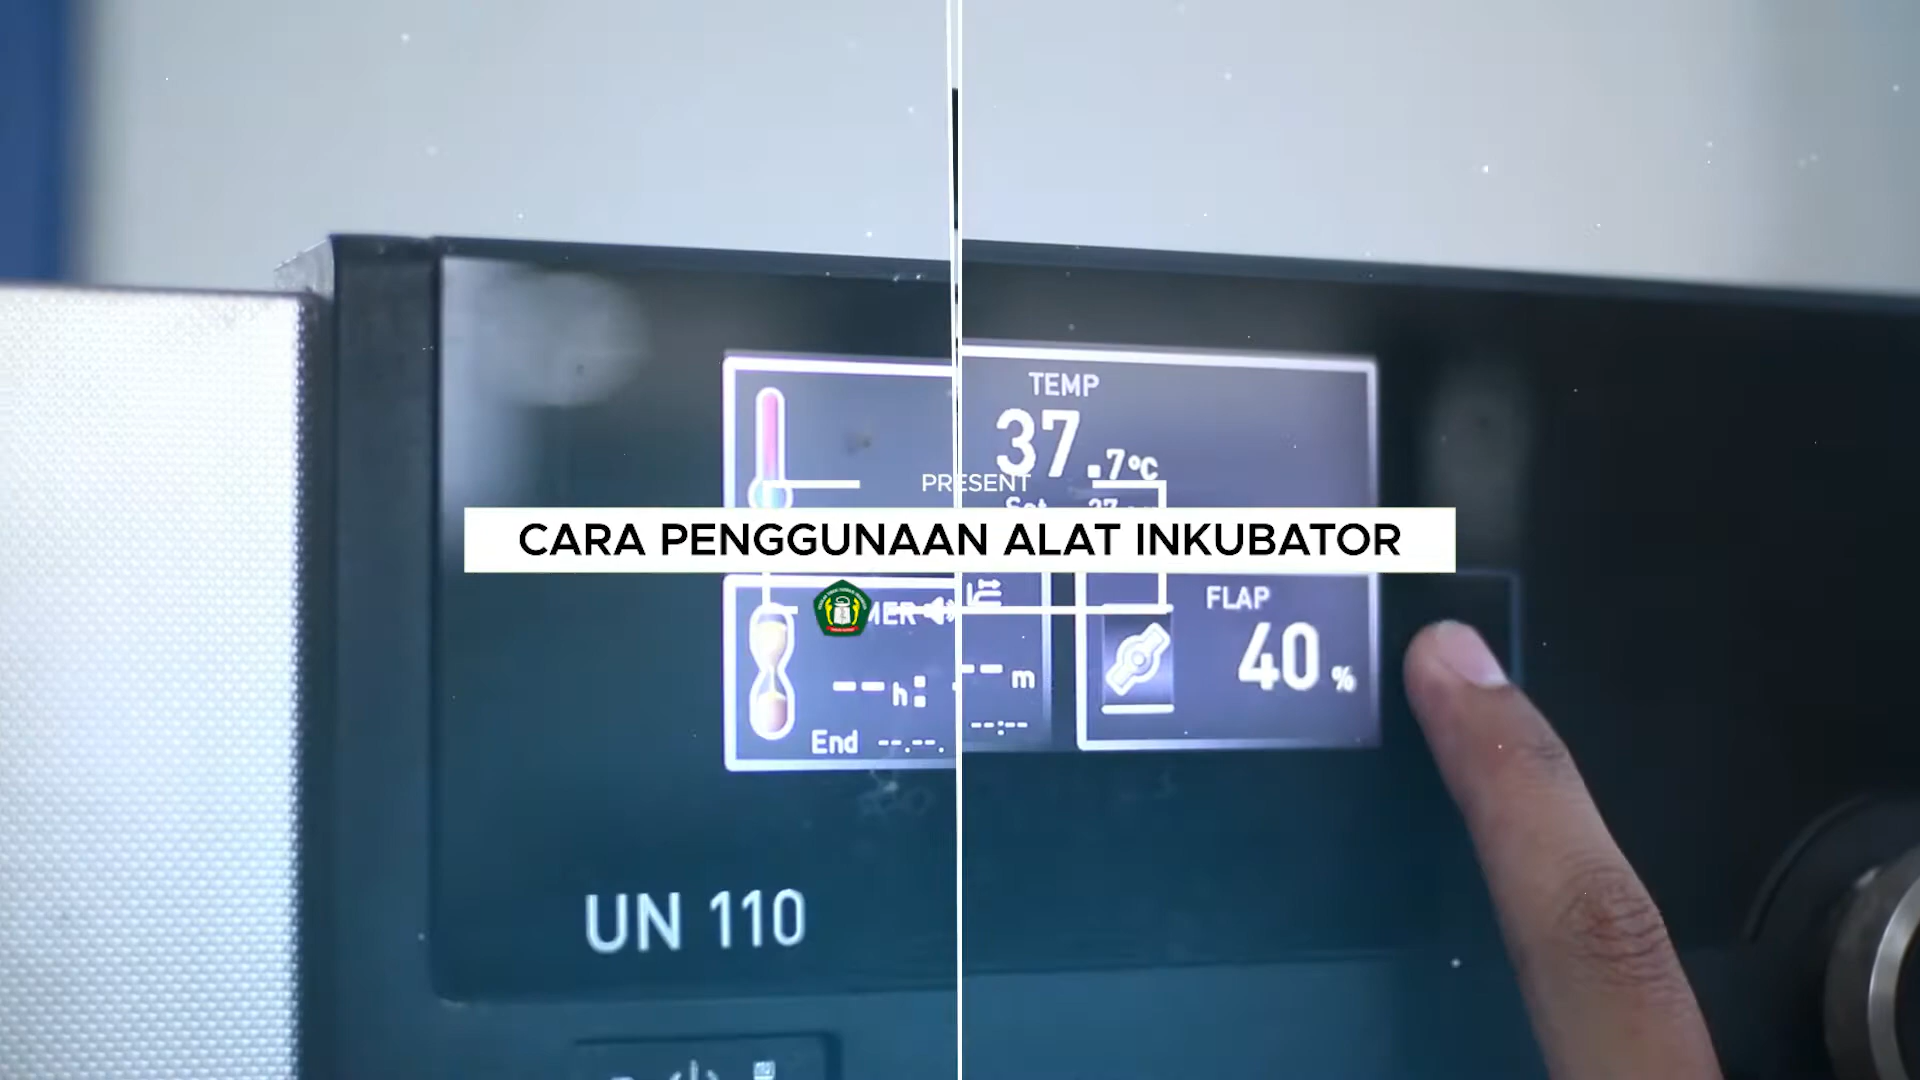 TEMP
37.7°C
PRESENT
CARA PENGGUNAAN ALAT INKUBATOR
FLAP
40 %
--h: --m
End --.--. --:--
UN 110